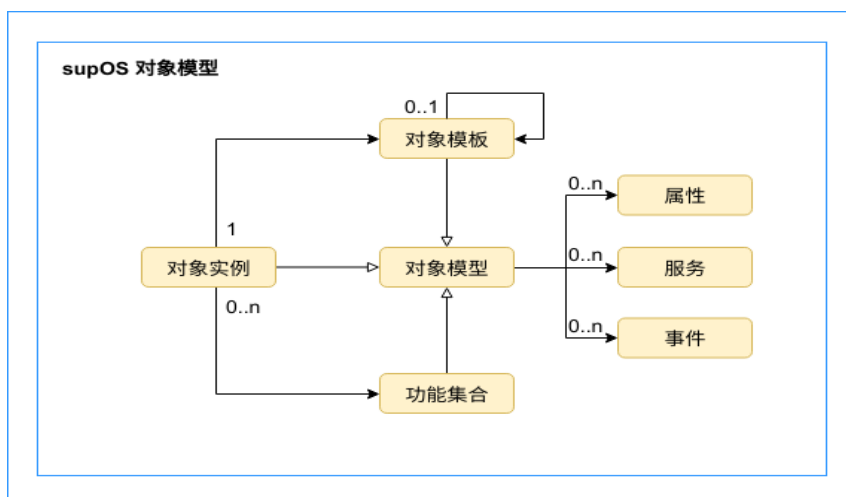 supOS 对象模型
0..1
对象模板
0..n
属性
1
对象实例
对象模型
0..n
服务
0..n
0..n
事件
功能集合